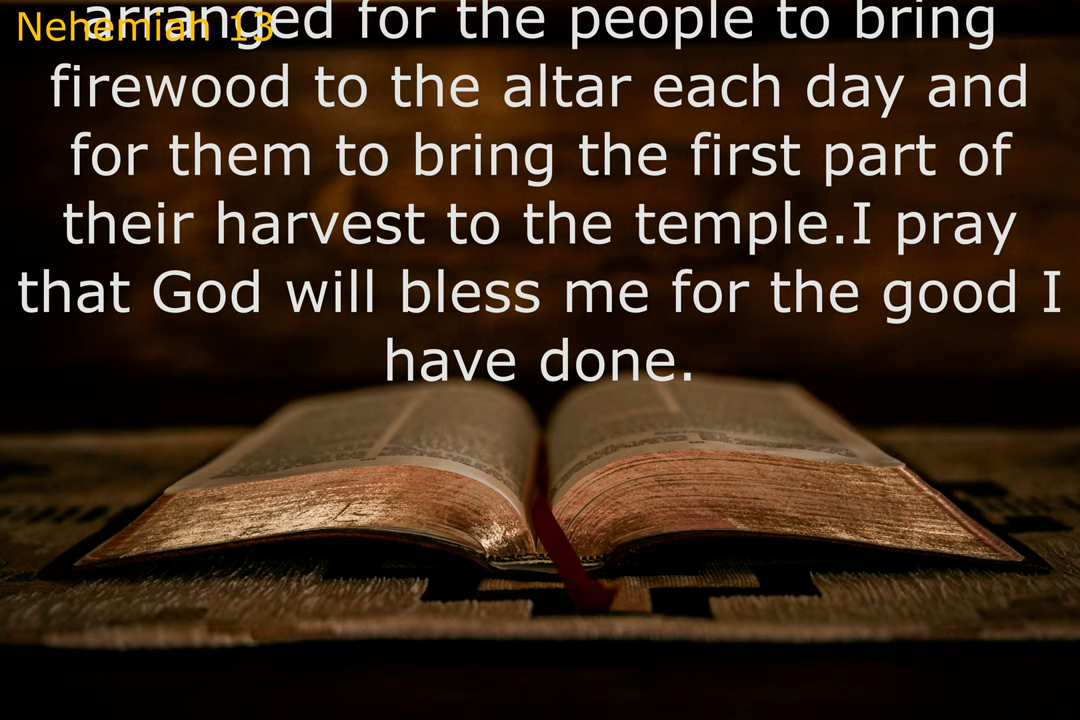 Nehemiah 13
arranged for the people to bring
firewood to the altar each day and
for them to bring the first part of
their harvest to the temple.I pray
that God will bless me for the good I
have done.